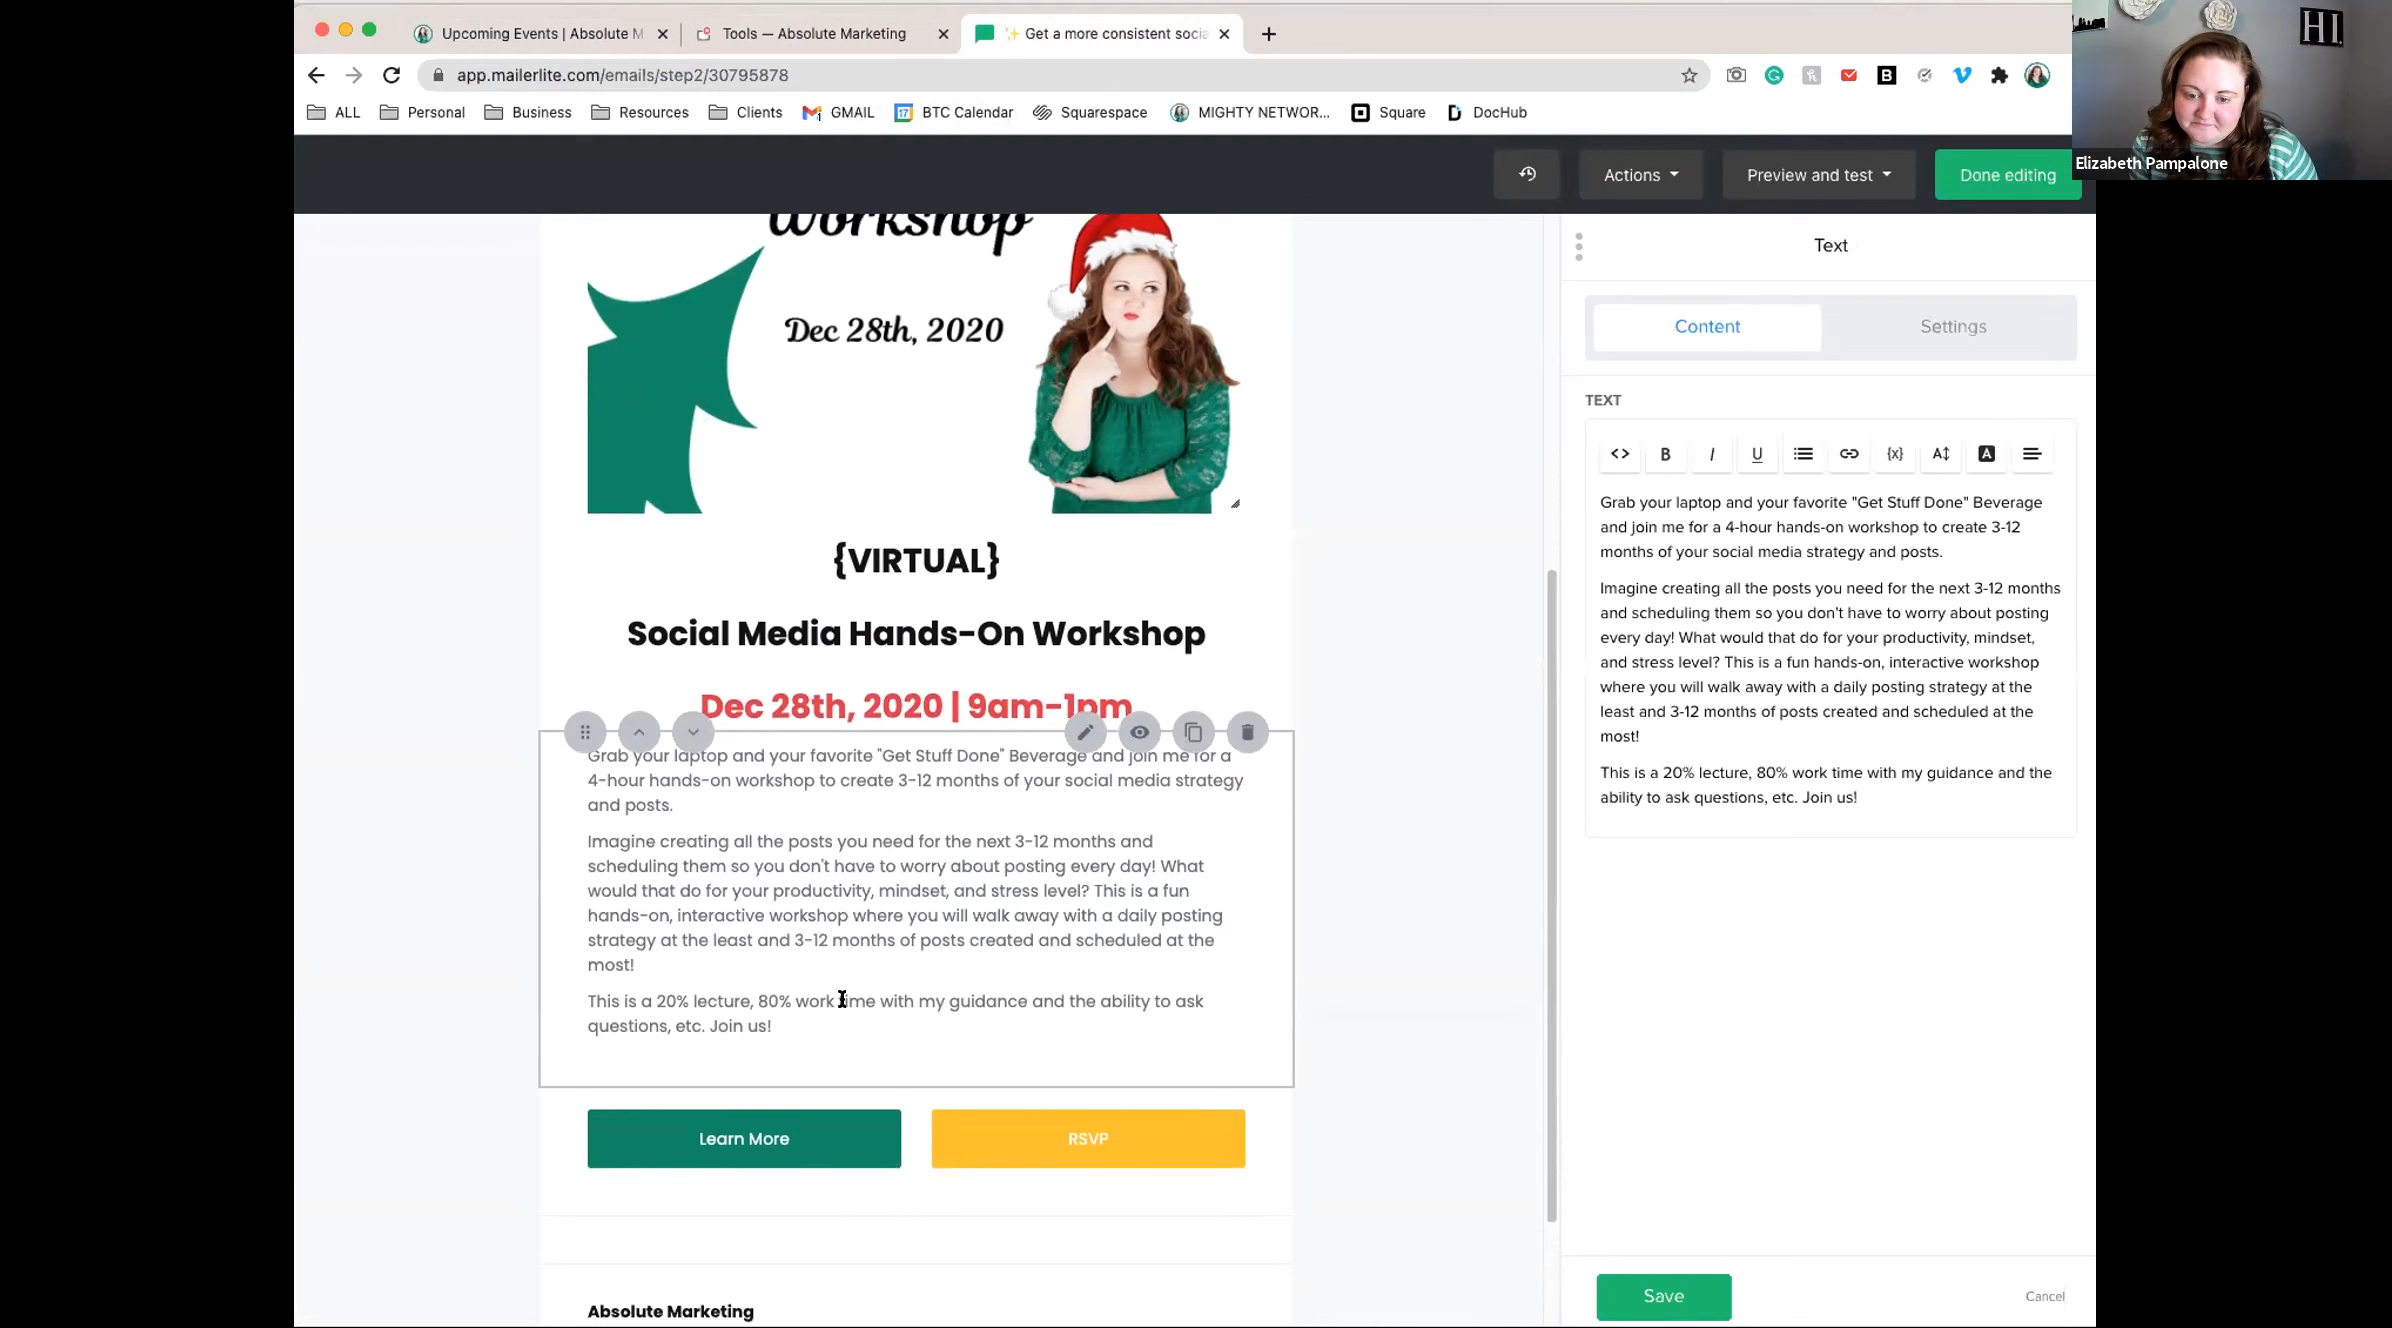 Upcoming Events | Absolute M
Tools — Absolute Marketing
✨ Get a more consistent socia
app.mailerlite.com/emails/step2/30795878
ALL
Personal
Business
Resources
Clients
GMAIL
17
BTC Calendar
Squarespace
MIGHTY NETWOR...
Square
DocHub
HI.
Elizabeth Pampalone
Actions
Preview and test
Done editing
Workshop
Dec 28th, 2020
{VIRTUAL}
Social Media Hands-On Workshop
Dec 28th, 2020 | 9am-1pm
Grab your laptop and your favorite "Get Stuff Done" Beverage and join me for a
4-hour hands-on workshop to create 3-12 months of your social media strategy
and posts.
Imagine creating all the posts you need for the next 3-12 months and
scheduling them so you don't have to worry about posting every day! What
would that do for your productivity, mindset, and stress level? This is a fun
hands-on, interactive workshop where you will walk away with a daily posting
strategy at the least and 3-12 months of posts created and scheduled at the
most!
This is a 20% lecture, 80% work time with my guidance and the ability to ask
questions, etc. Join us!
Learn More
RSVP
Absolute Marketing
Text
Content
Settings
TEXT
<> B I U {x} A A
Grab your laptop and your favorite "Get Stuff Done" Beverage
and join me for a 4-hour hands-on workshop to create 3-12
months of your social media strategy and posts.
Imagine creating all the posts you need for the next 3-12 months
and scheduling them so you don't have to worry about posting
every day! What would that do for your productivity, mindset,
and stress level? This is a fun hands-on, interactive workshop
where you will walk away with a daily posting strategy at the
least and 3-12 months of posts created and scheduled at the
most!
This is a 20% lecture, 80% work time with my guidance and the
ability to ask questions, etc. Join us!
Save
Cancel